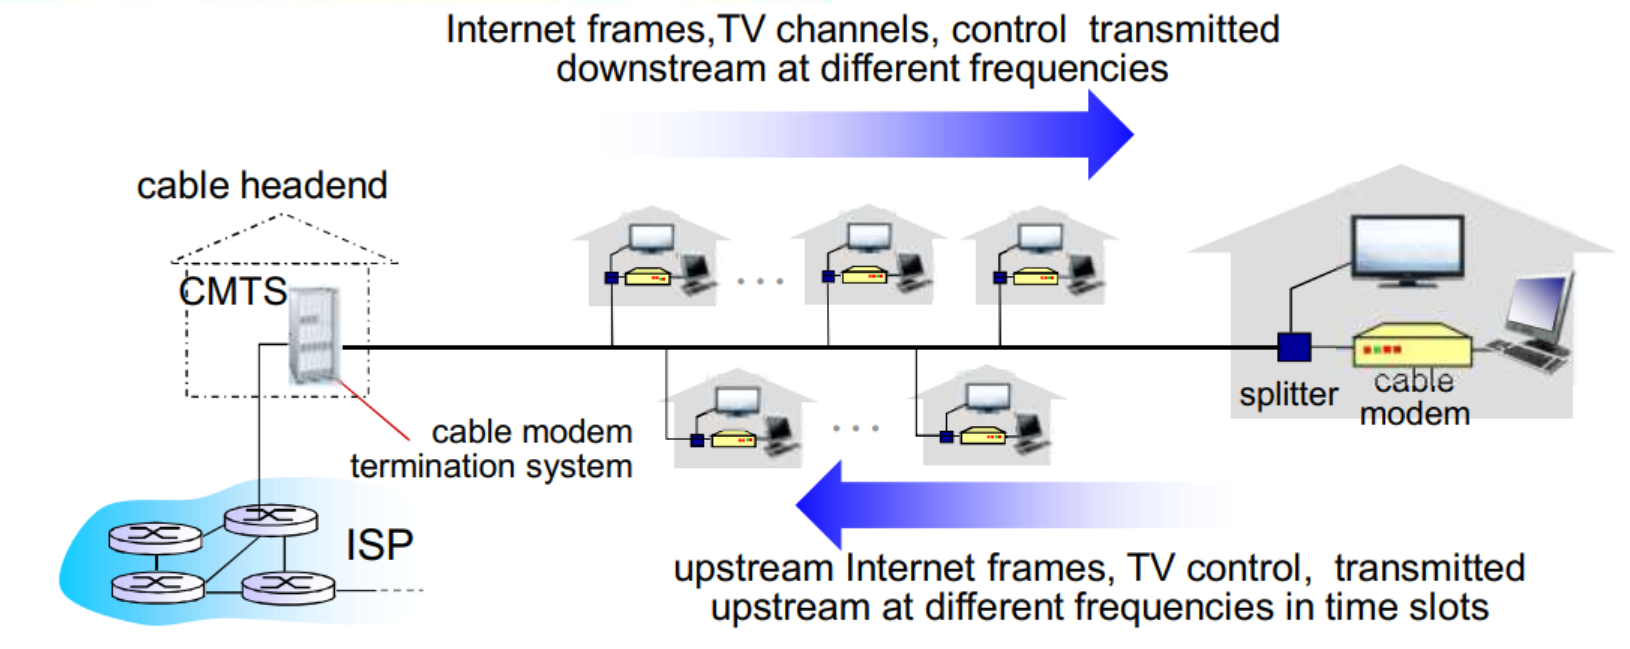 Internet frames,TV channels, control transmitted
downstream at different frequencies
cable headend
CMTS
splitter
cable
modem
cable modem
termination system
ISP
upstream Internet frames, TV control, transmitted
upstream at different frequencies in time slots